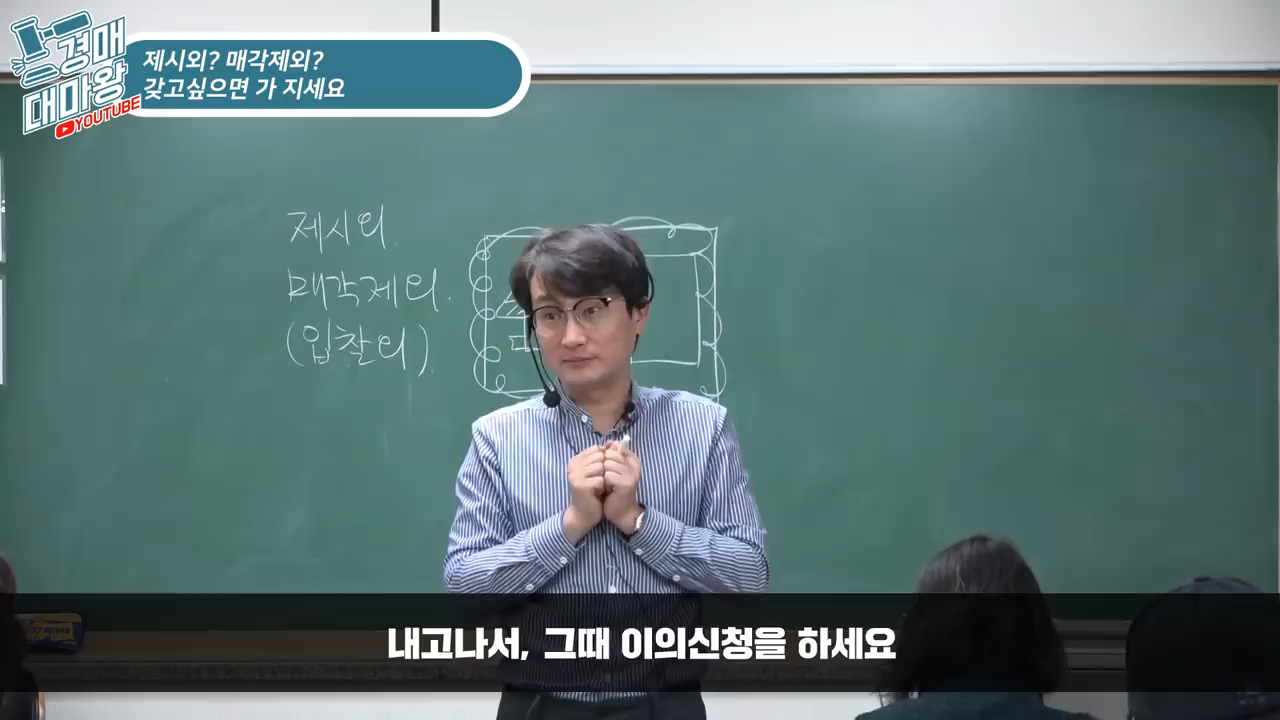 경매
대마왕
YOUTUBE
제시외? 매각제외?
갖고싶으면 가 지세요
제시외.
매각제외.
(입찰외)
내고나서, 그때 이의신청을 하세요